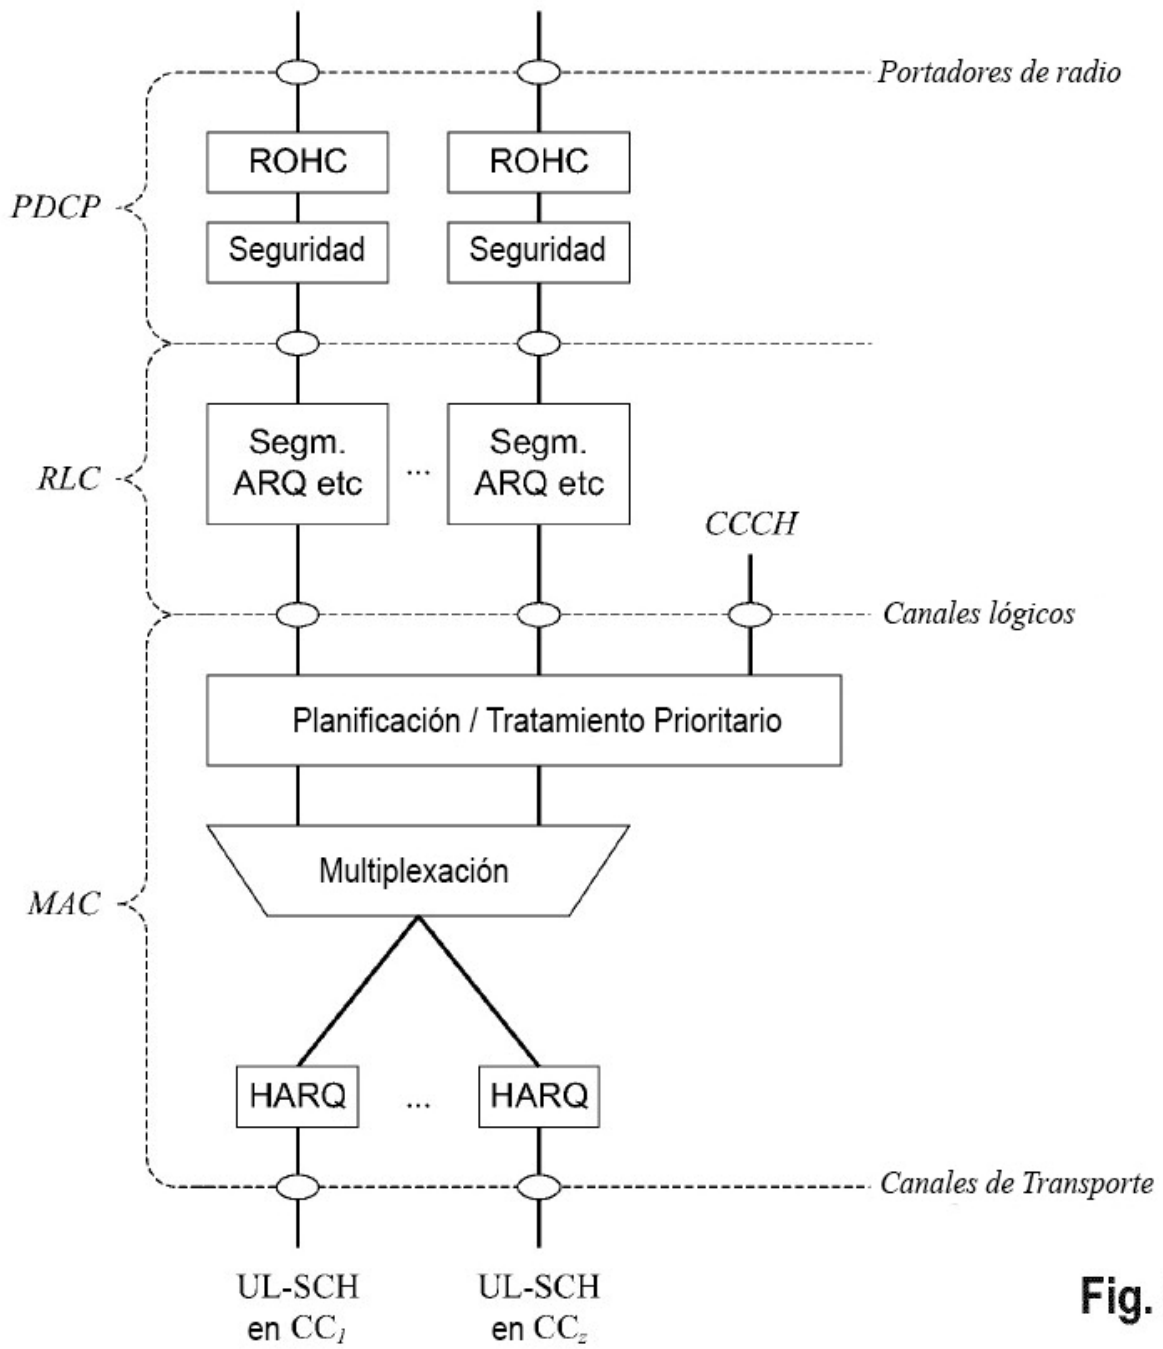 Portadores de radio
ROHC ROHC
PDCP
Seguridad Seguridad
Segm. ARQ etc ... Segm. ARQ etc
RLC
CCCH
Canales lógicos
Planificación / Tratamiento Prioritario
Multiplexación
MAC
HARQ ... HARQ
Canales de Transporte
UL-SCH UL-SCH
en CC1 en CCz
Fig.